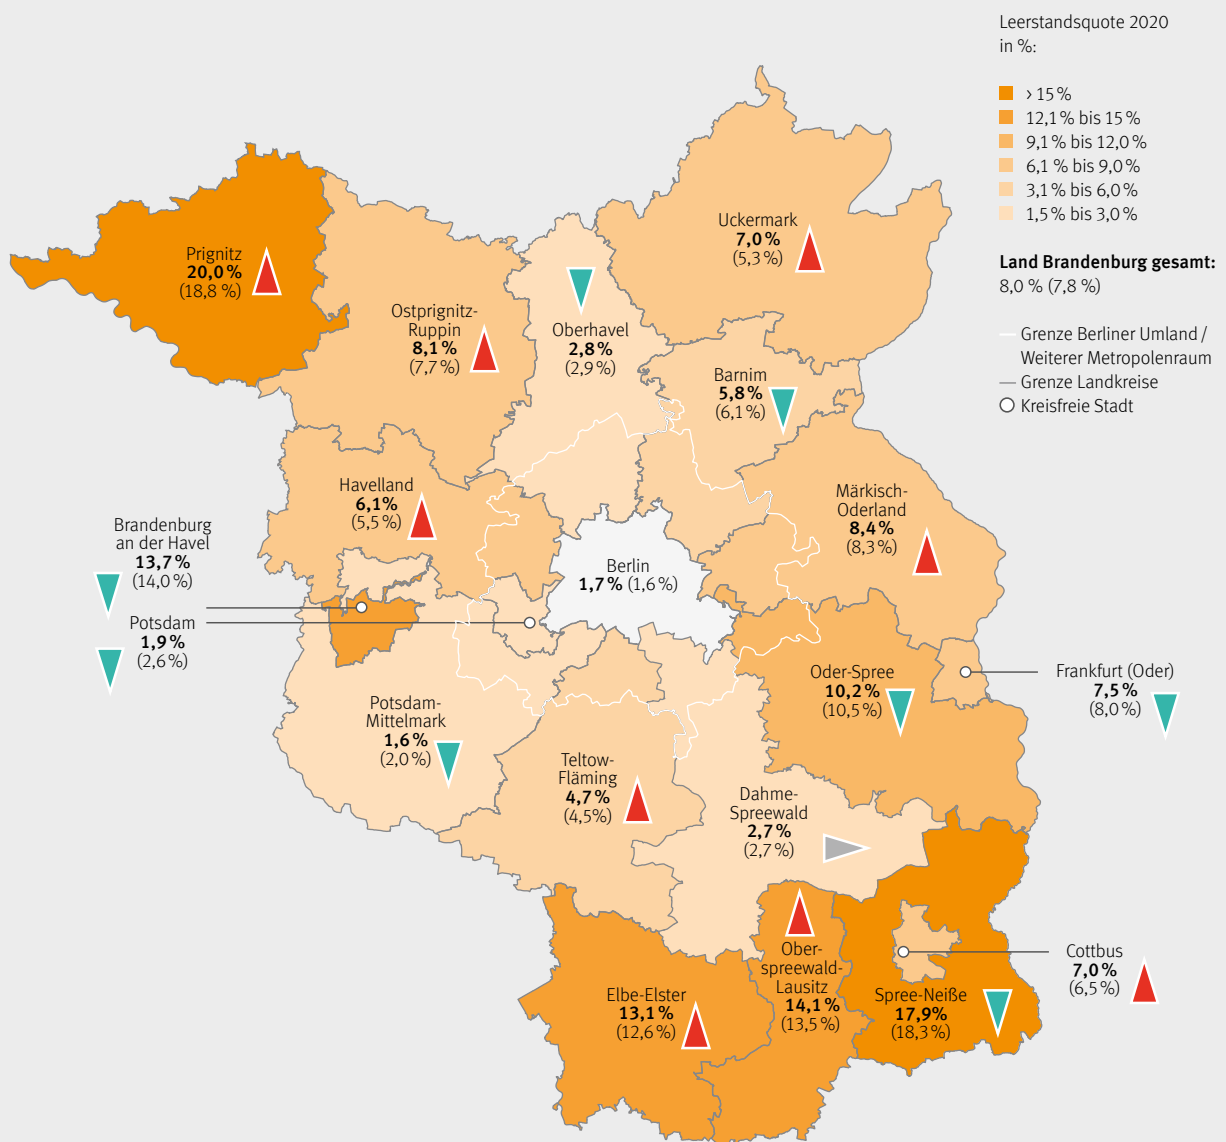 Leerstandsquote 2020
in %:
› 15 %
12,1 % bis 15 %
9,1 % bis 12,0 %
6,1 % bis 9,0 %
3,1 % bis 6,0 %
1,5 % bis 3,0 %
Land Brandenburg gesamt:
8,0 % (7,8 %)
Grenze Berliner Umland /
Weiterer Metropolenraum
Grenze Landkreise
Kreisfreie Stadt
Uckermark
7,0 %
(5,3 %)
Prignitz
20,0 %
(18,8 %)
Ostprignitz-
Ruppin
8,1 %
(7,7 %)
Oberhavel
2,8 %
(2,9 %)
Barnim
5,8 %
(6,1 %)
Havelland
6,1 %
(5,5 %)
Märkisch-
Oderland
8,4 %
(8,3 %)
Brandenburg
an der Havel
13,7 %
(14,0 %)
Berlin
1,7 % (1,6 %)
Potsdam
1,9 %
(2,6 %)
Oder-Spree
10,2 %
(10,5 %)
Frankfurt (Oder)
7,5 %
(8,0 %)
Potsdam-
Mittelmark
1,6 %
(2,0 %)
Teltow-
Fläming
4,7 %
(4,5%)
Dahme-
Spreewald
2,7 %
(2,7 %)
Ober-
spreewald-
Lausitz
14,1 %
(13,5 %)
Cottbus
7,0 %
(6,5 %)
Elbe-Elster
13,1 %
(12,6 %)
Spree-Neiße
17,9 %
(18,3 %)